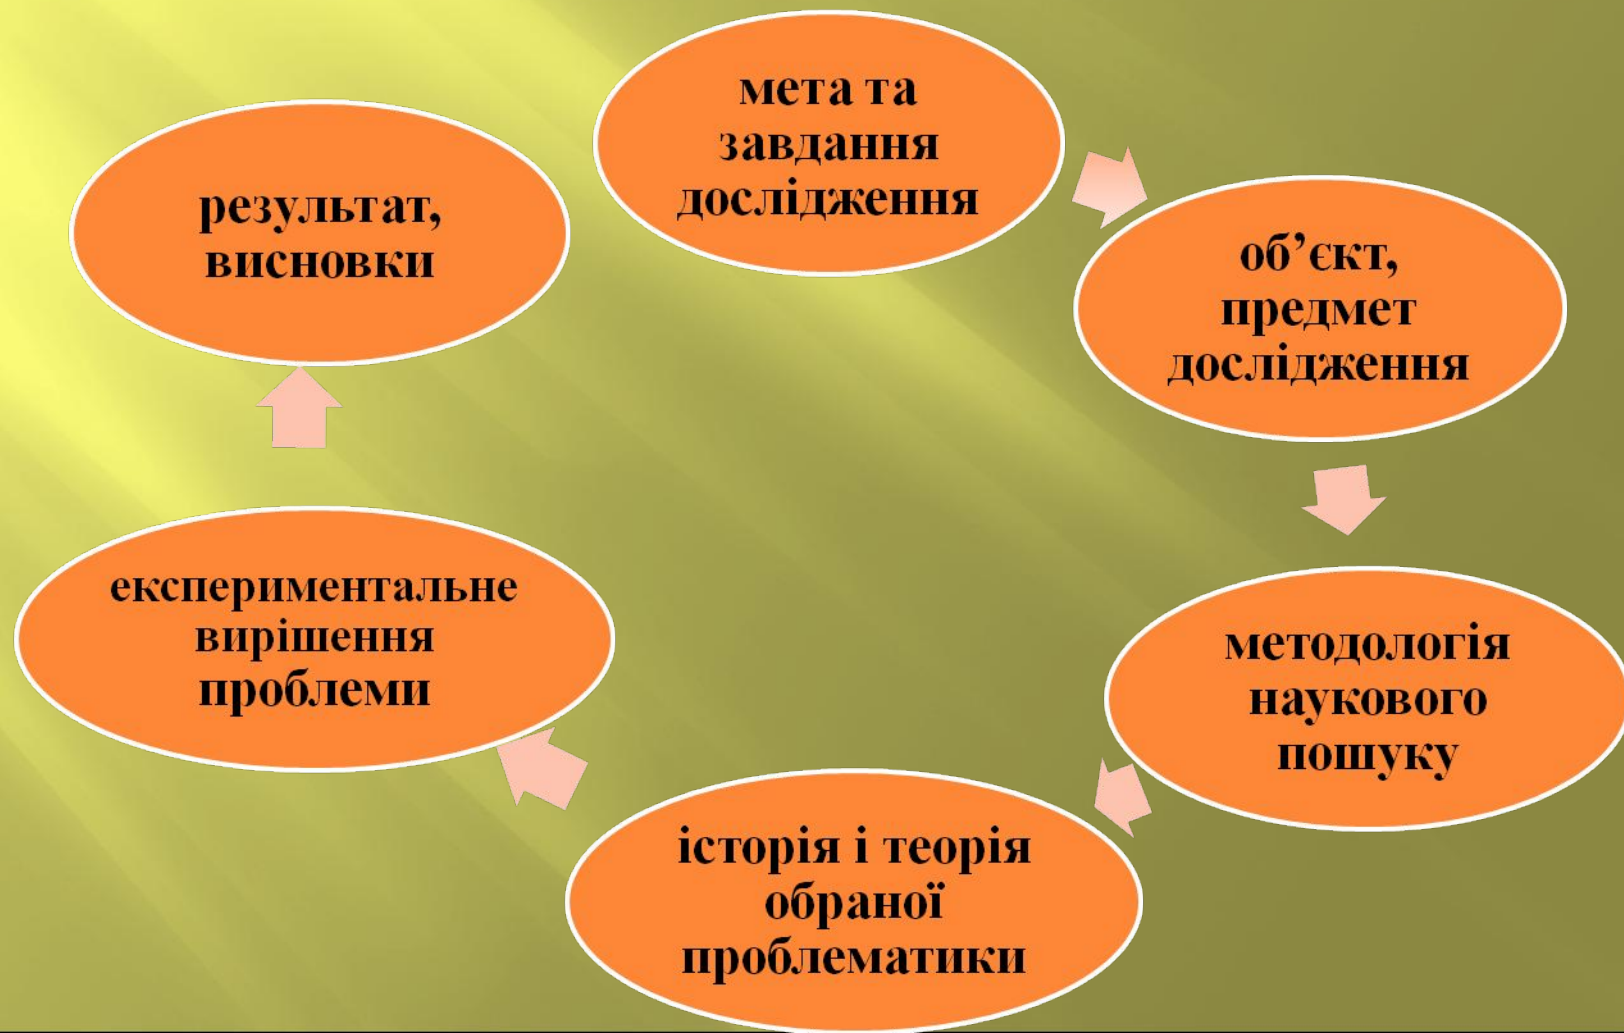 мета та
завдання
дослідження
об’єкт,
предмет
дослідження
методологія
наукового
пошуку
історія і теорія
обраної
проблематики
експериментальне
вирішення
проблеми
результат,
висновки